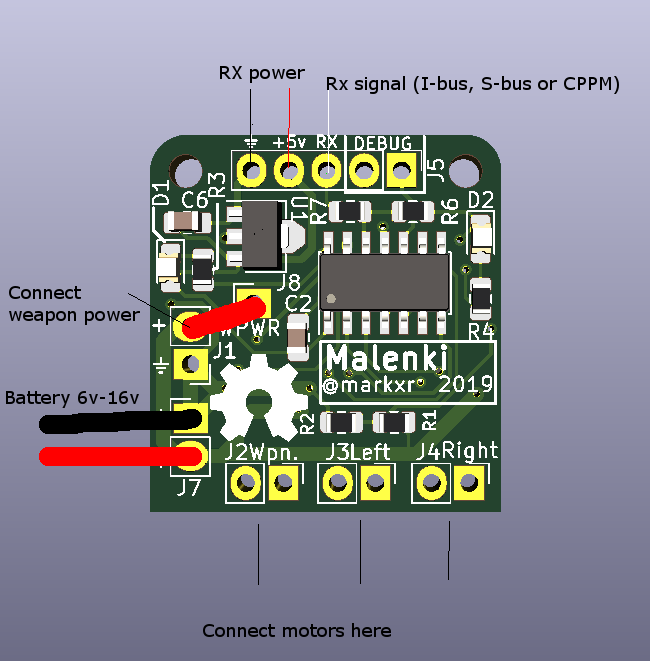 RX power
Rx signal (I-bus, S-bus or CPPM)
+5v RX DEBUG
J5
D1
C6
R3
U1
R7
R6
D2
J8
Connect
weapon power
+
WPWR
C2
R4
J1
Malenki
@markxr 2019
Battery 6v-16v
R2
R1
J2Wpn.
J3Left
J4Right
J7
Connect motors here